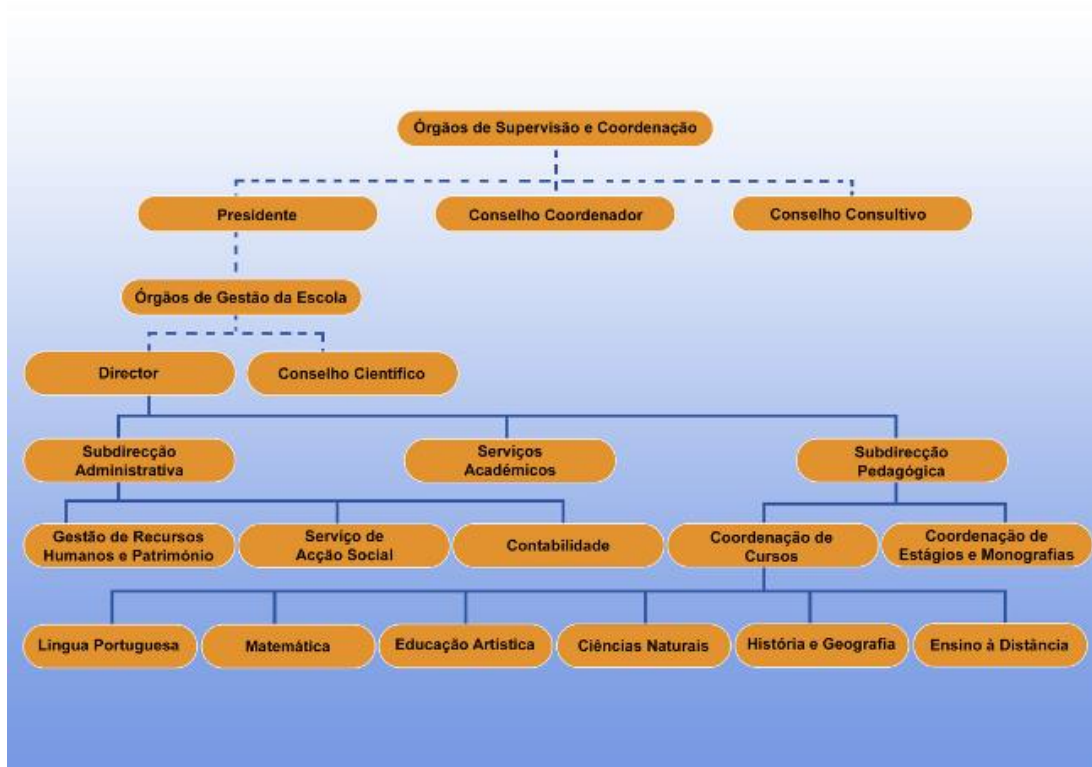 Órgãos de Supervisão e Coordenação
Presidente
Conselho Coordenador
Conselho Consultivo
Órgãos de Gestão da Escola
Director
Conselho Científico
Subdirecção
Administrativa
Serviços
Académicos
Subdirecção
Pedagógica
Gestão de Recursos
Humanos e Património
Serviço de
Acção Social
Contabilidade
Coordenação de
Cursos
Coordenação de
Estágios e Monografias
Língua Portuguesa
Matemática
Educação Artistica
Ciências Naturais
História e Geografia
Ensino à Distância